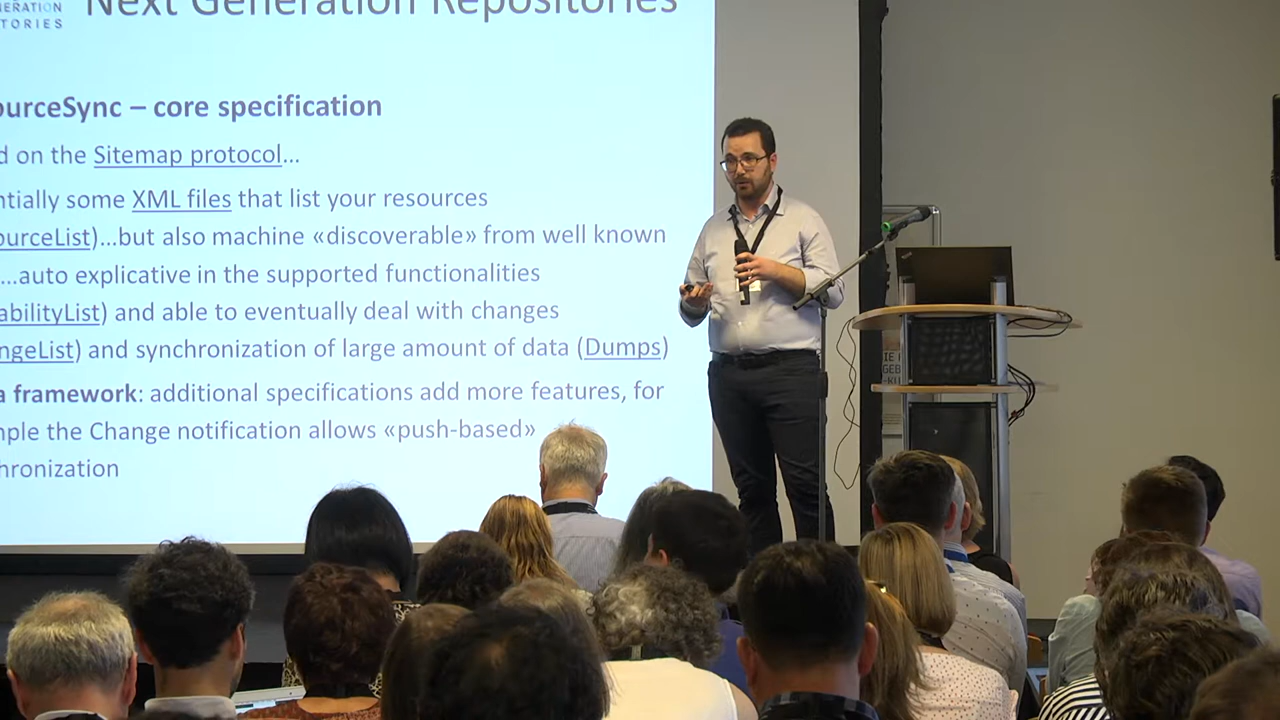 NERATION
TORIES
Next Generation Repositories
ourceSync – core specification
d on the Sitemap protocol...
ntially some XML files that list your resources
ourceList)...but also machine «discoverable» from well known
...auto explicative in the supported functionalities
abilityList) and able to eventually deal with changes
ngeList) and synchronization of large amount of data (Dumps)
a framework: additional specifications add more features, for
mple the Change notification allows «push-based»
hronization